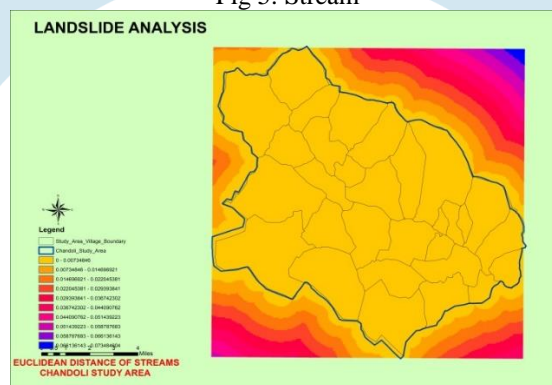 Fig 5. Stream
LANDSLIDE ANALYSIS
Legend
Study_Area_Village_Boundary
Chandoli_Study_Area
0 - 0.00734846
0.00734846 - 0.014696921
0.014696921 - 0.022045381
0.022045381 - 0.029393841
0.029393841 - 0.036742302
0.036742302 - 0.044090762
0.044090762 - 0.051439223
0.051439223 - 0.058787683
0.058787683 - 0.066136143
Miles
EUCLIDEAN DISTANCE OF STREAMS
CHANDOLI STUDY AREA